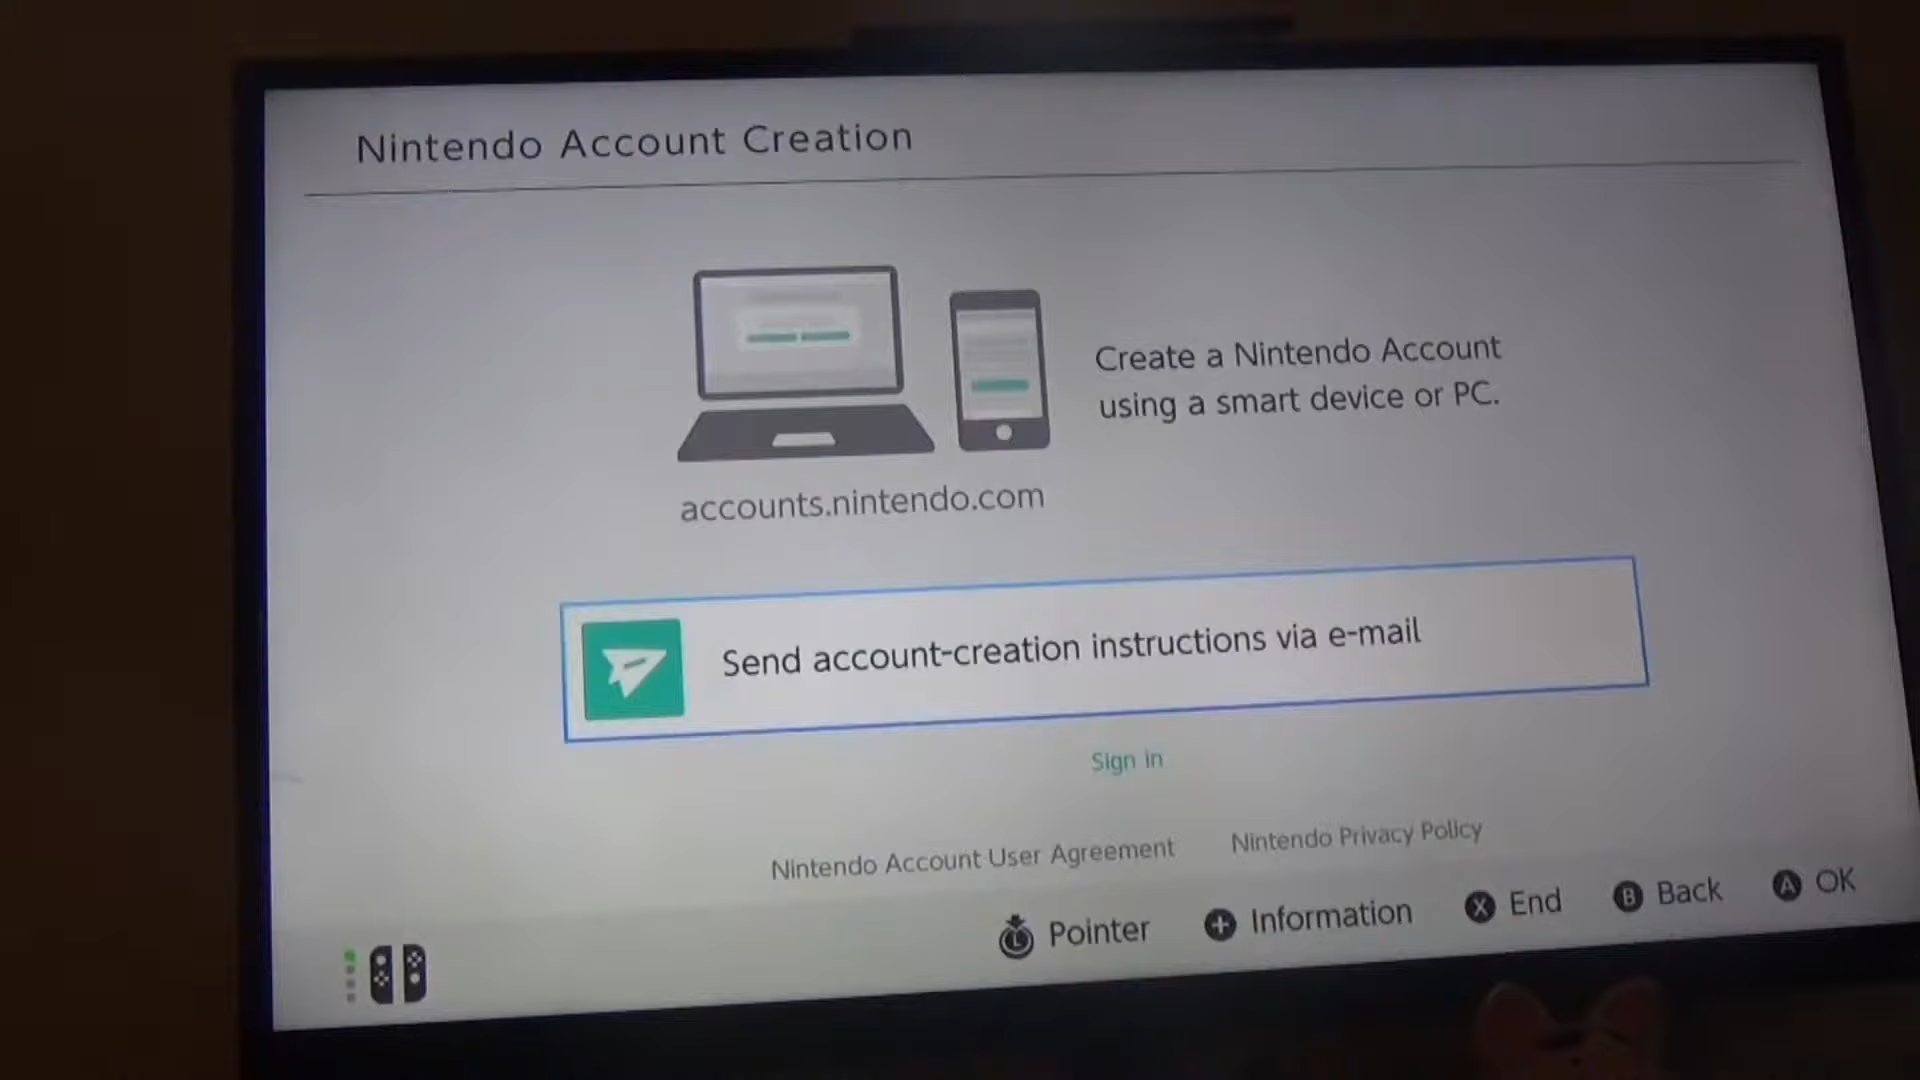 Nintendo Account Creation
Create a Nintendo Account
using a smart device or PC.
accounts.nintendo.com
Send account-creation instructions via e-mail
Sign in
Nintendo Account User Agreement Nintendo Privacy Policy
L Pointer + Information X End B Back A OK